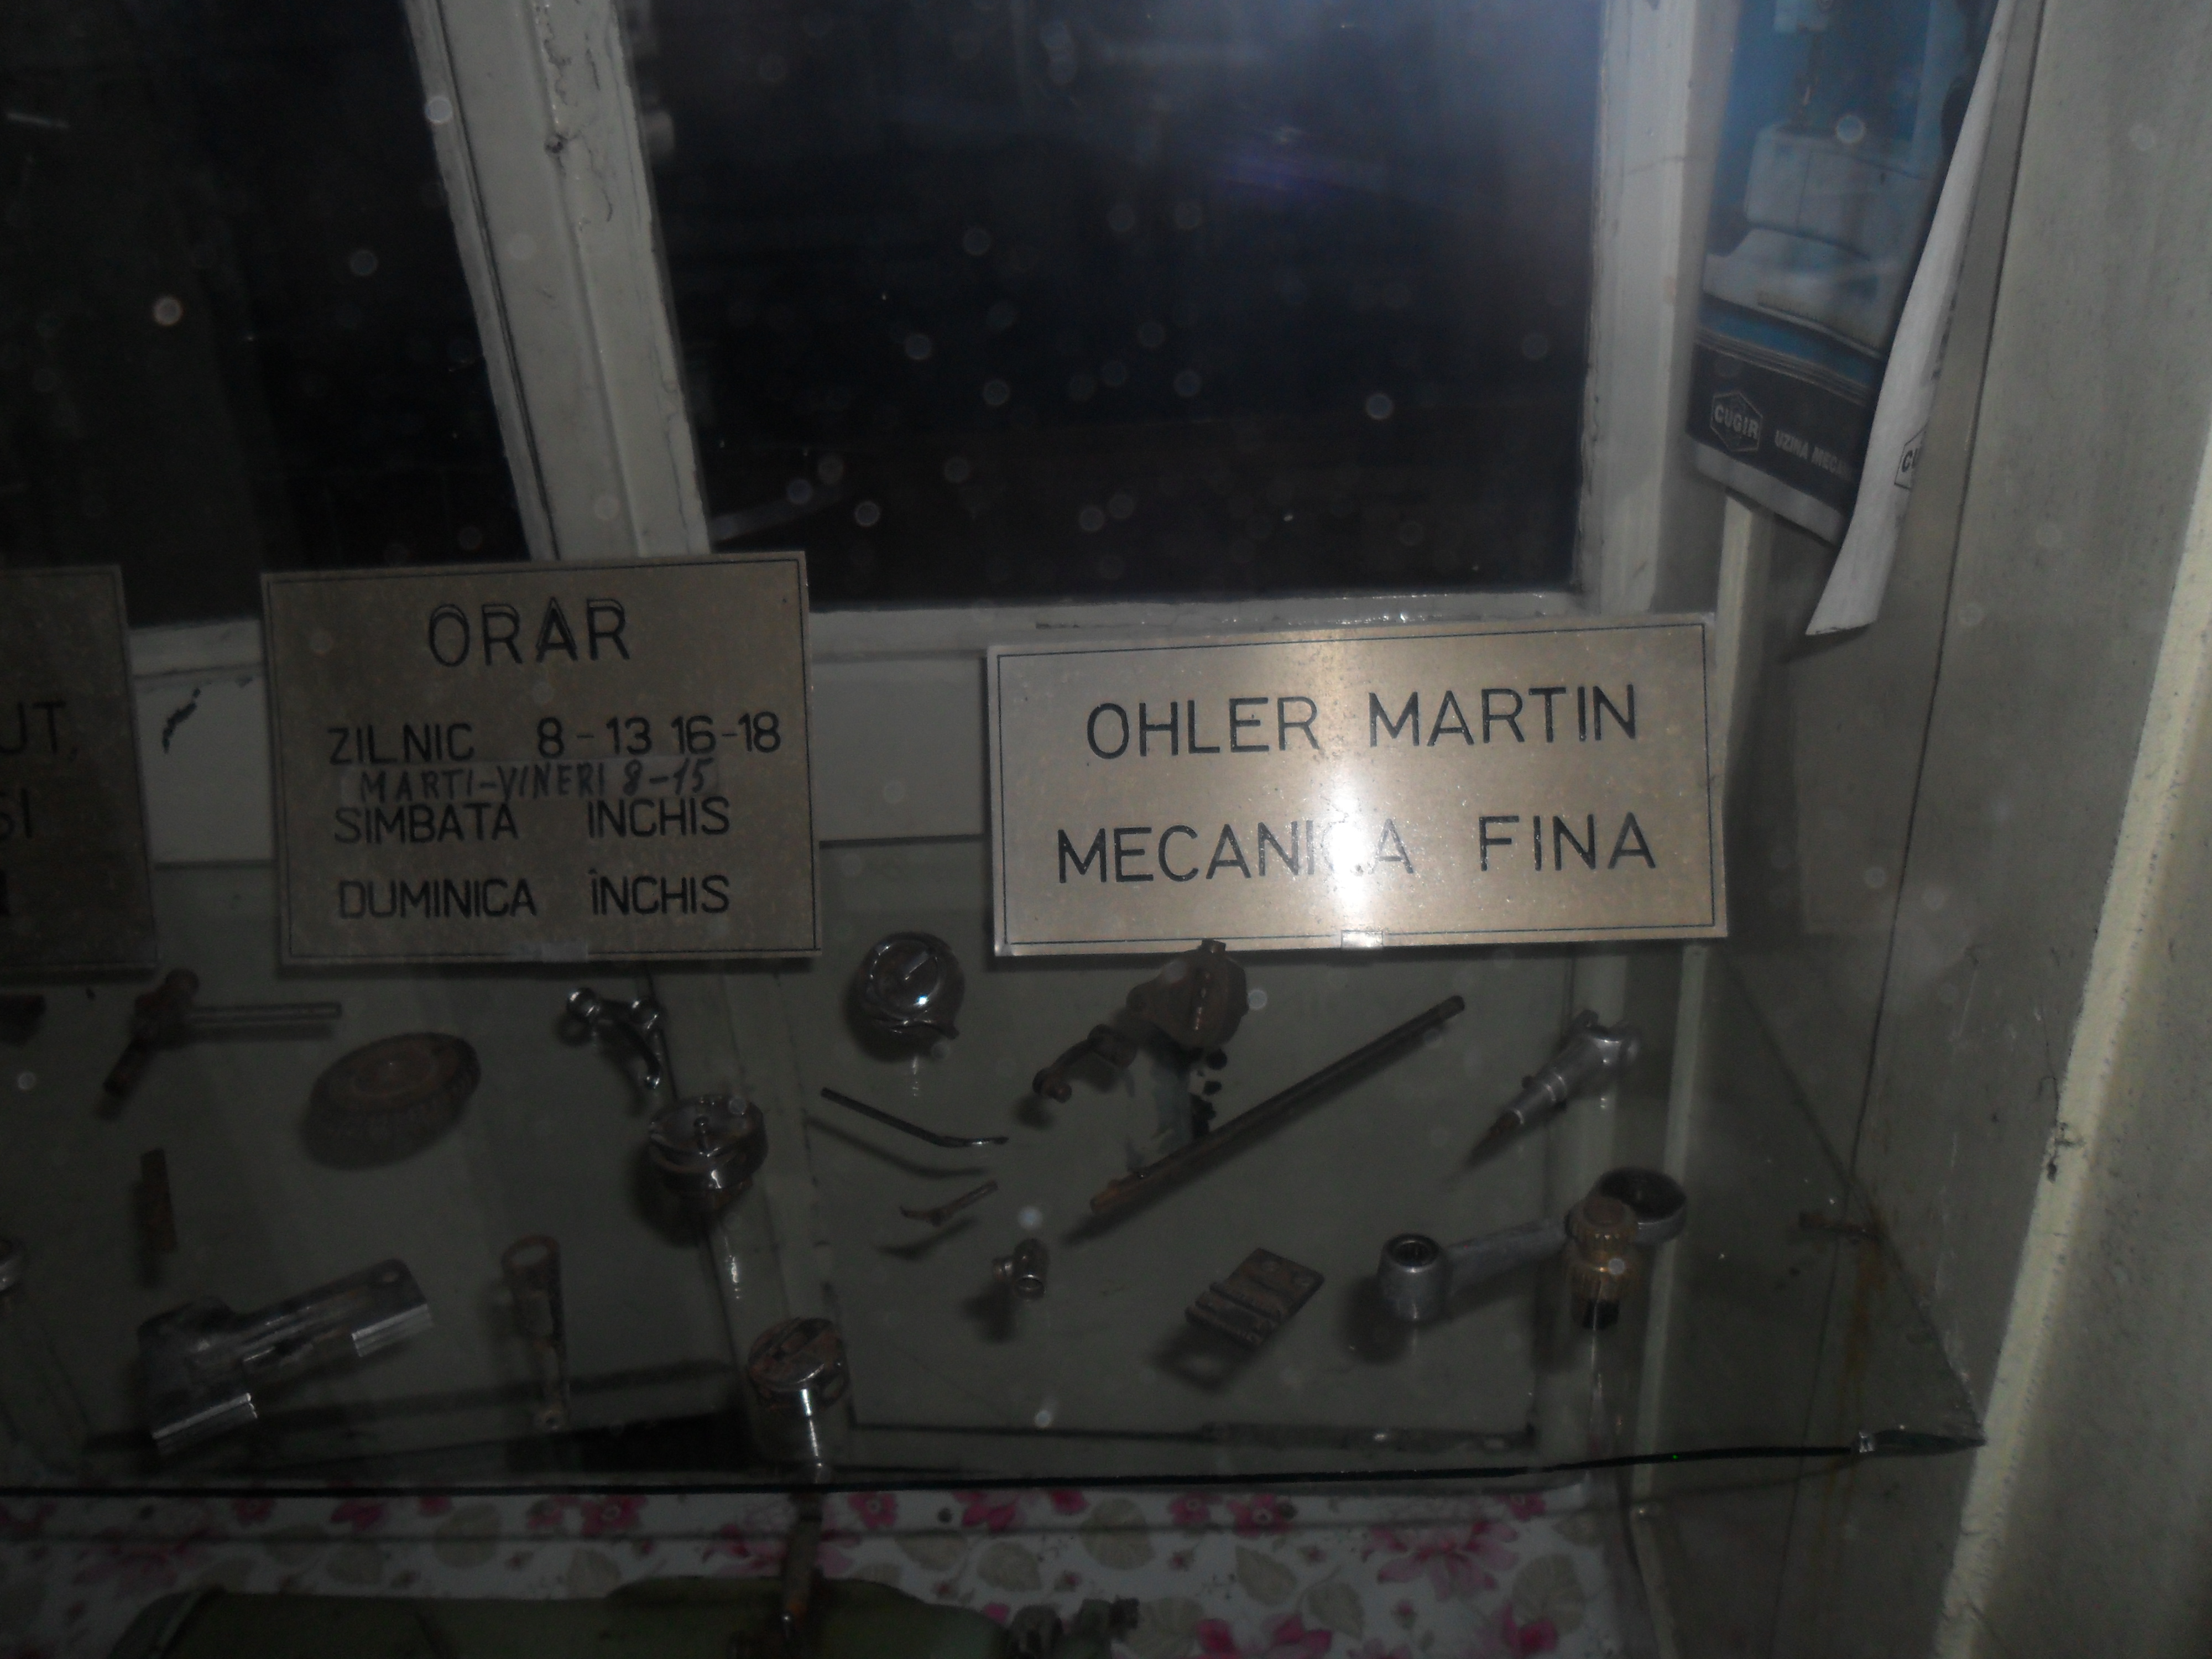 CUGIR
UZINA
ORAR
ZILNIC 8-13 16-18
MARTI-VINERI 8-15
SIMBATA INCHIS
DUMINICA ÎNCHIS
OHLER MARTIN
MECANICA FINA